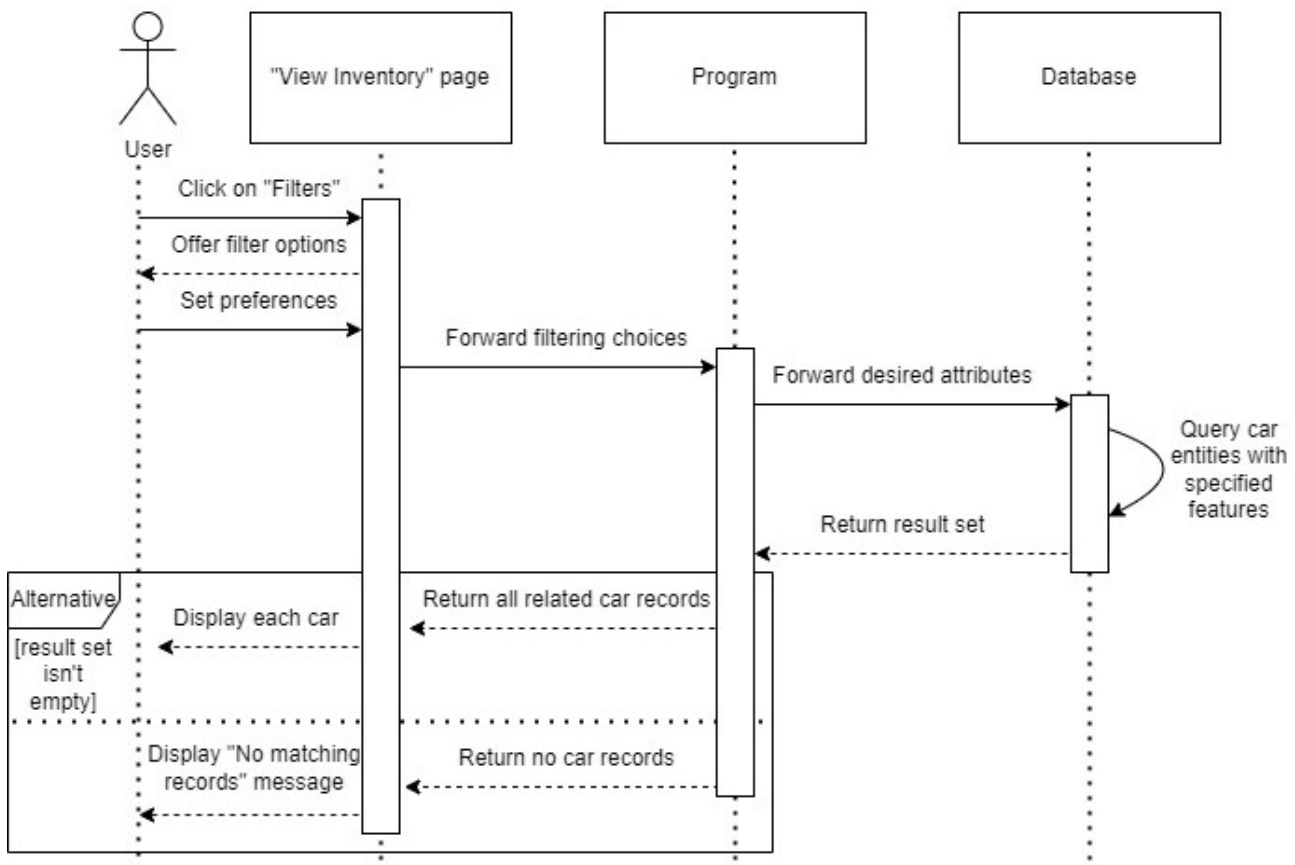 User
"View Inventory" page
Program
Database
Click on "Filters"
Offer filter options
Set preferences
Forward filtering choices
Forward desired attributes
Query car
entities with
specified
features
Return result set
Alternative
[result set
isn't
empty]
Return all related car records
Display each car
Return no car records
Display "No matching
records" message